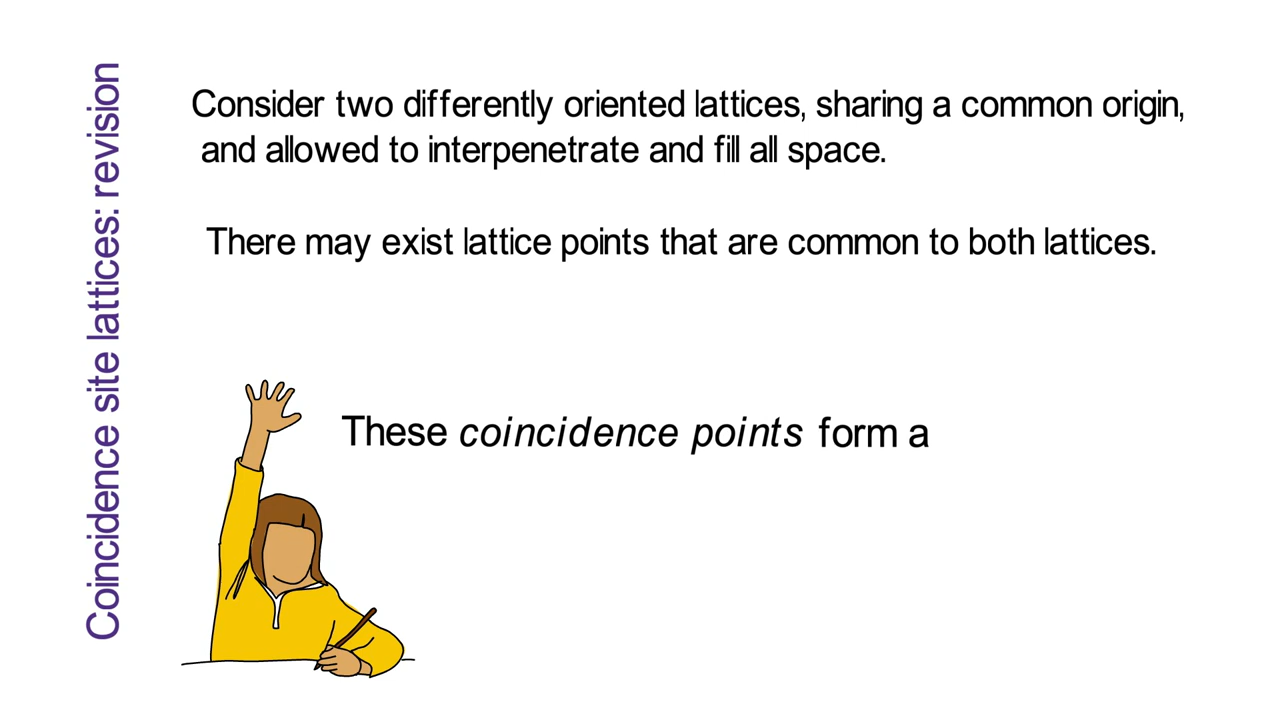 Coincidence site lattices: revision
Consider two differently oriented lattices, sharing a common origin,
and allowed to interpenetrate and fill all space.
There may exist lattice points that are common to both lattices.
These coincidence points form a